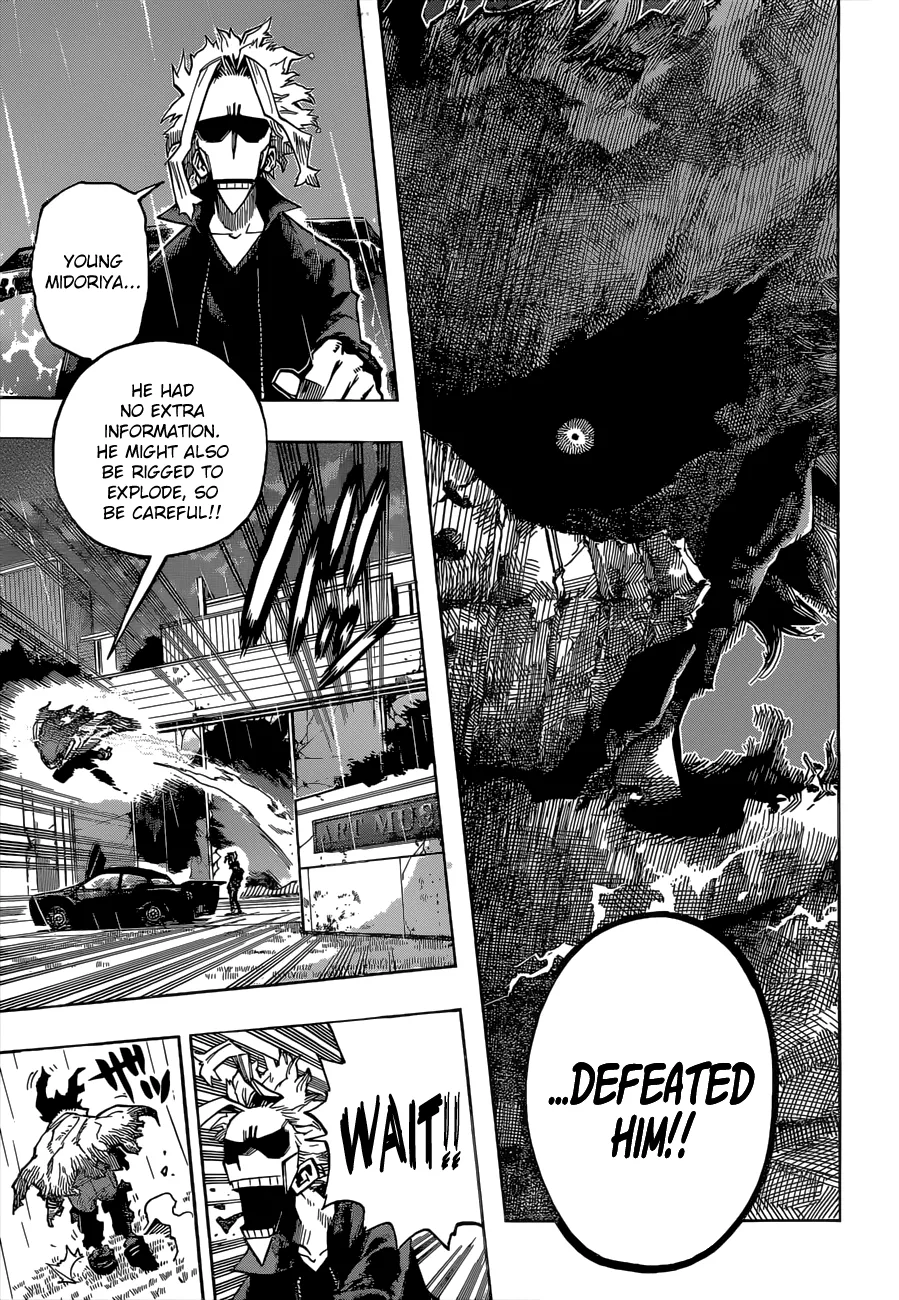 ...DEFEATED
HIM!!
YOUNG
MIDORIYA...
HE HAD
NO EXTRA
INFORMATION.
HE MIGHT ALSO
BE RIGGED TO
EXPLODE, SO
BE CAREFUL!!
ART MUS
WAIT!!